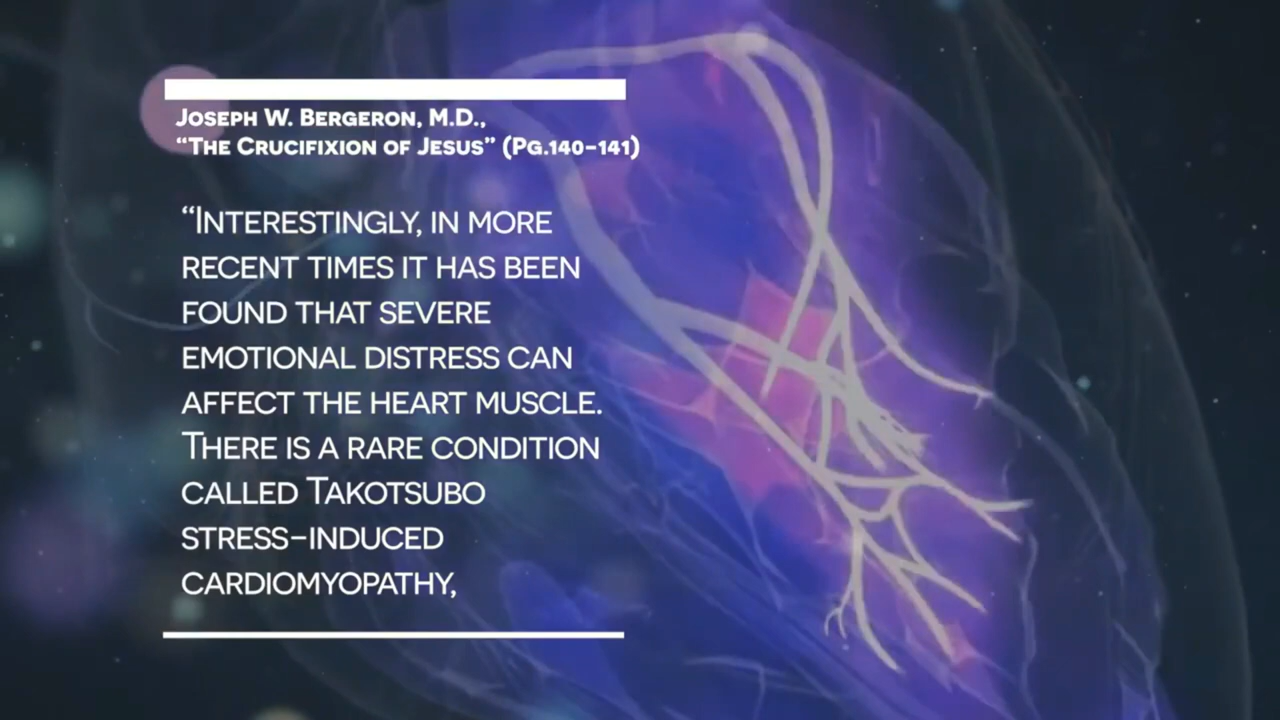 Joseph W. Bergeron, M.D.,
“The Crucifixion of Jesus” (Pg.140–141)
“Interestingly, in more
recent times it has been
found that severe
emotional distress can
affect the heart muscle.
There is a rare condition
called Takotsubo
stress–induced
cardiomyopathy,